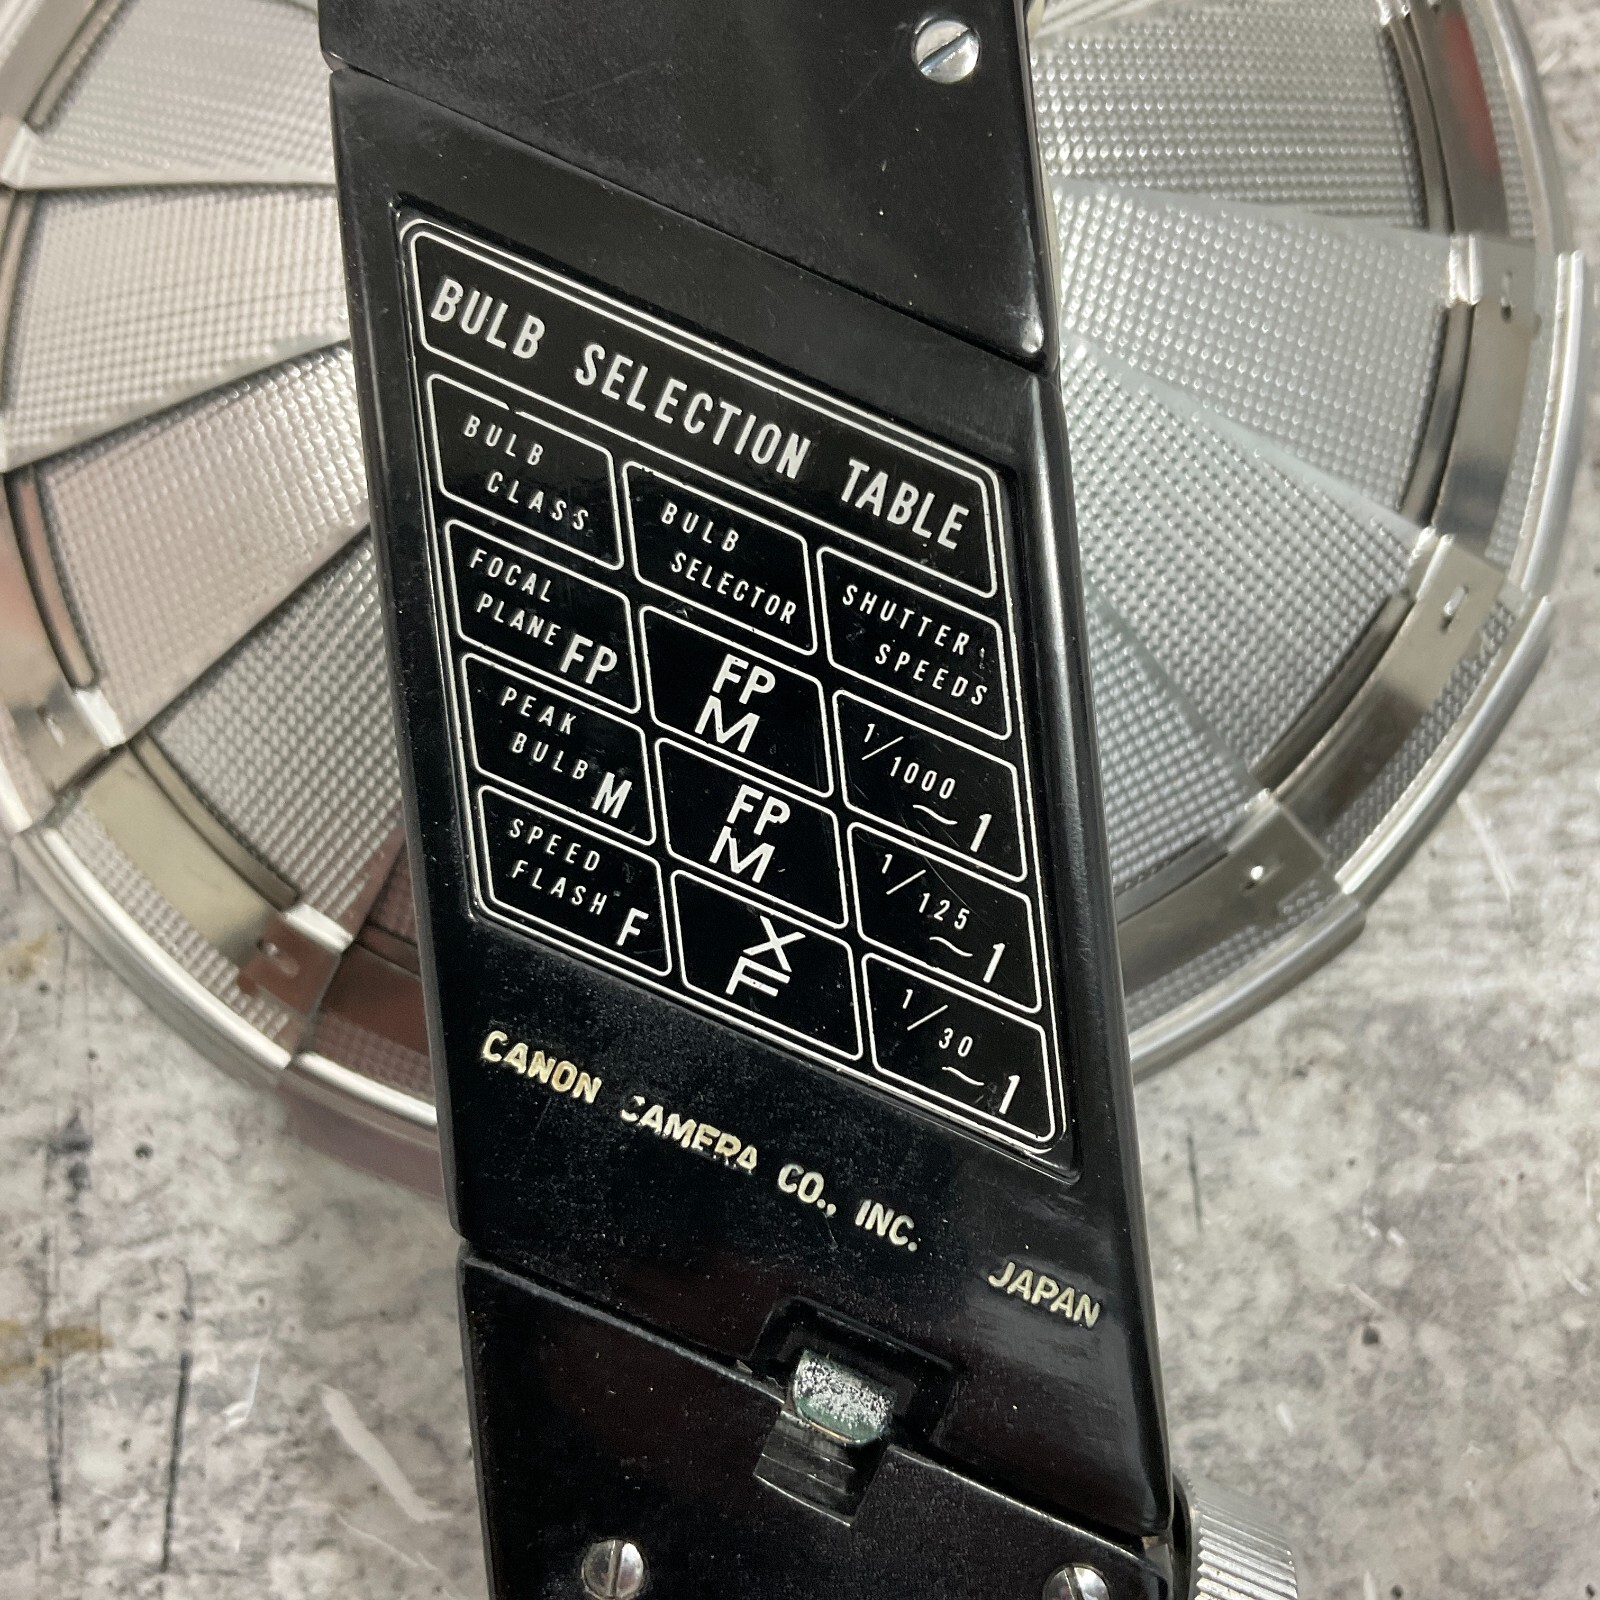 BULB SELECTION TABLE
BULB CLASS
BULB SELECTOR
SHUTTER SPEEDS
FOCAL PLANE FP
FP M
1/1000 ~ 1
PEAK BULB M
FP M
1/125 ~ 1
SPEED FLASH F
X F
1/30 ~ 1
CANON CAMERA CO., INC.
JAPAN